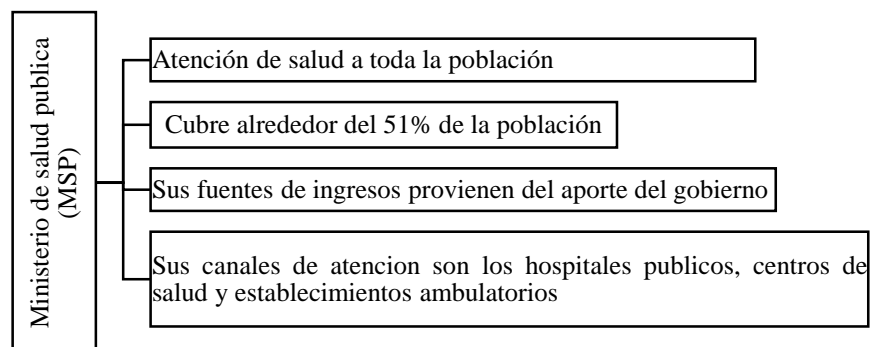 Ministerio de salud publica
(MSP)
Atención de salud a toda la población
Cubre alrededor del 51% de la población
Sus fuentes de ingresos provienen del aporte del gobierno
Sus canales de atencion son los hospitales publicos, centros de
salud y establecimientos ambulatorios